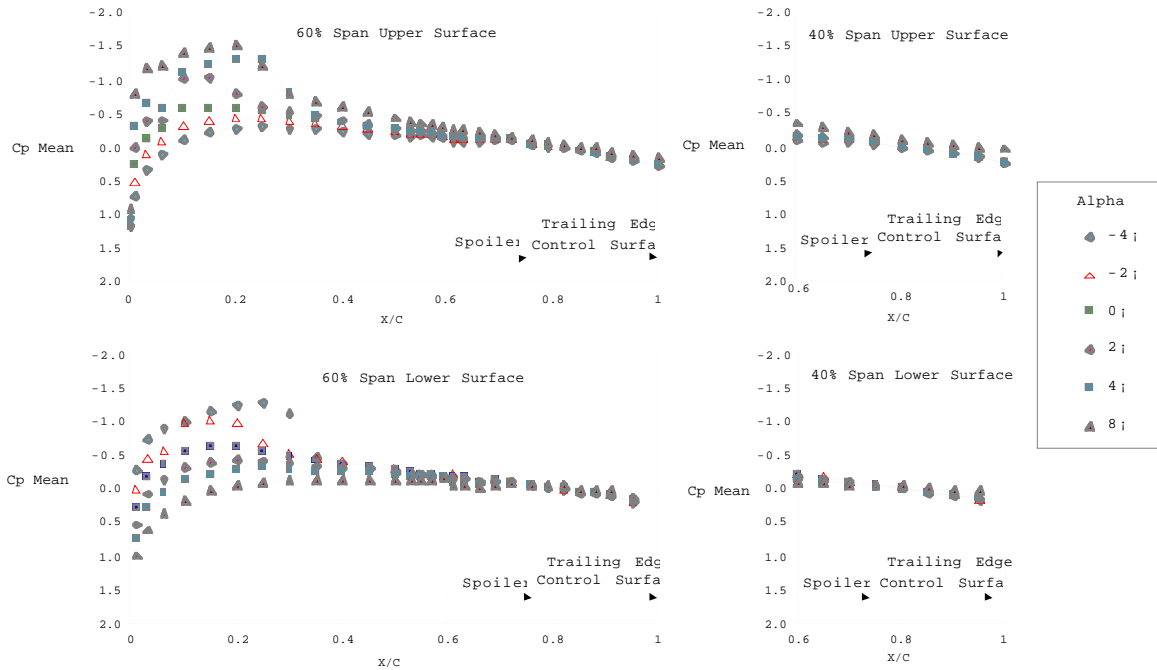 60% Span Upper Surface
Cp Mean
-2.0
-1.5
-1.0
-0.5
0.0
0.5
1.0
1.5
2.0
Trailing Edg
Spoiler Control Surfa
0 0.2 0.4 0.6 0.8 1
X/C
40% Span Upper Surface
Cp Mean
-2.0
-1.5
-1.0
-0.5
0.0
0.5
1.0
1.5
2.0
Trailing Edg
Spoiler Control Surfa
0.6 0.8 1
X/C
Alpha
-4¡
-2¡
0¡
2¡
4¡
8¡
60% Span Lower Surface
Cp Mean
-2.0
-1.5
-1.0
-0.5
0.0
0.5
1.0
1.5
2.0
Trailing Edg
Spoiler Control Surfa
0 0.2 0.4 0.6 0.8 1
X/C
40% Span Lower Surface
Cp Mean
-2.0
-1.5
-1.0
-0.5
0.0
0.5
1.0
1.5
2.0
Trailing Edge
Spoiler Control Surfa
0.6 0.8 1
X/C